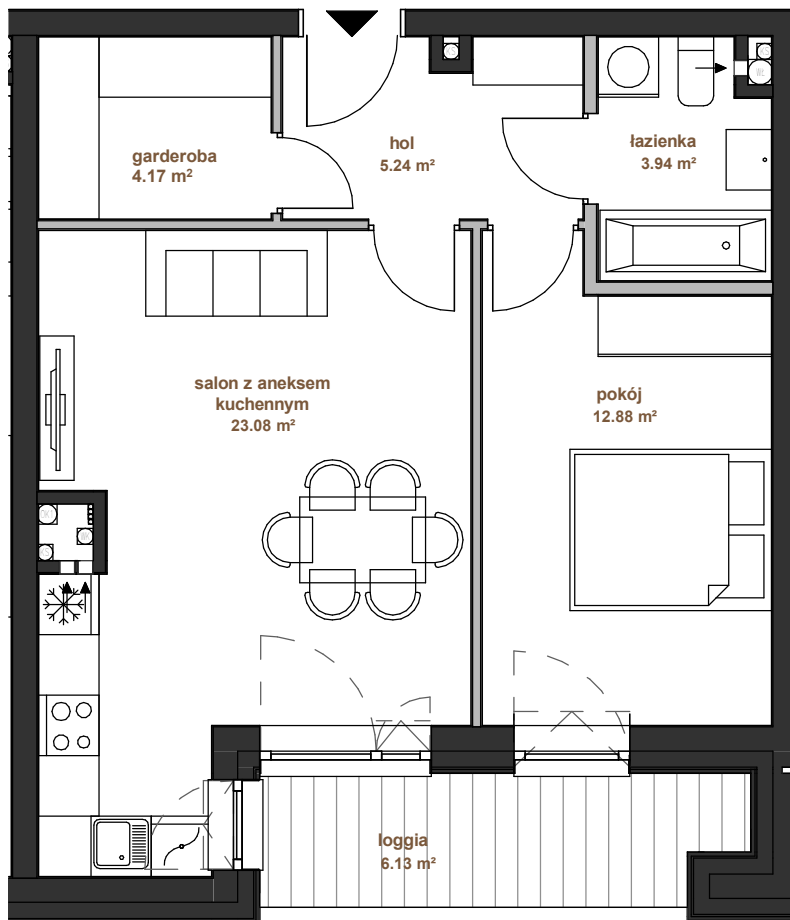 garderoba
4.17 m²
hol
5.24 m²
łazienka
3.94 m²
salon z aneksem
kuchennym
23.08 m²
pokój
12.88 m²
loggia
6.13 m²